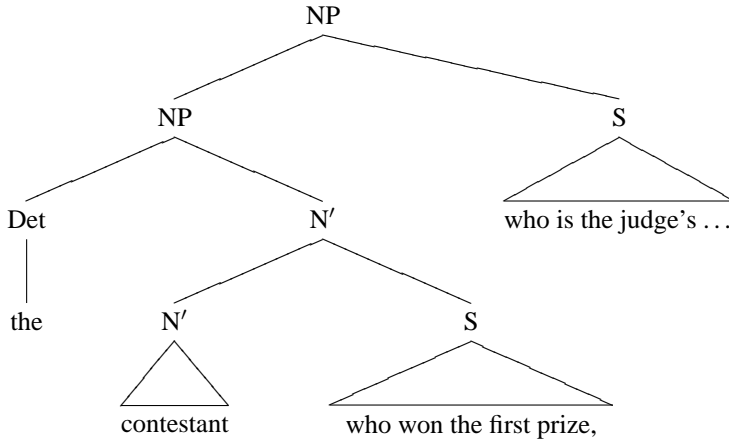 NP
NP S
Det N′ who is the judge's …
the N′ S
contestant who won the first prize,